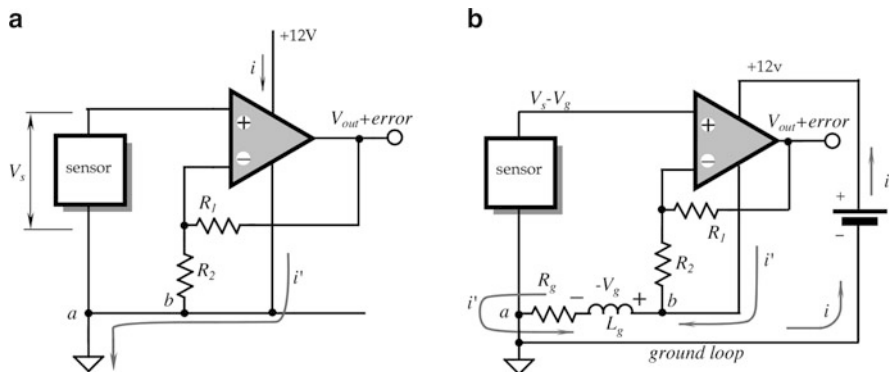 a
+12V
i
V_out+error
+
−
sensor
V_s
R_1
R_2
i'
b
a
b
+12v
V_s-V_g
V_out+error
+
−
sensor
R_1
i
+
−
R_2
i'
R_g
-V_g
i'
−
+
b
a
L_g
i
ground loop